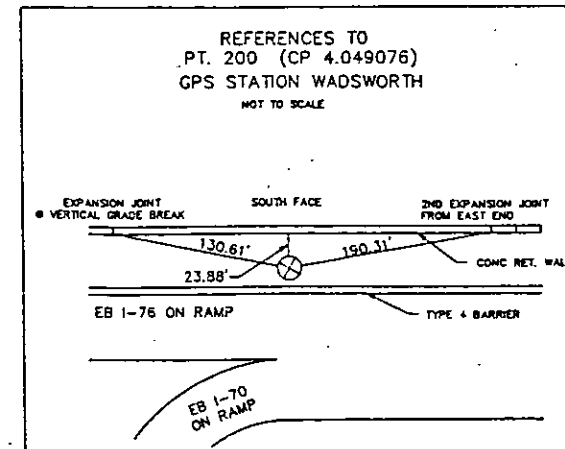 REFERENCES TO
PT. 200 (CP 4.049076)
GPS STATION WADSWORTH
NOT TO SCALE
EXPANSION JOINT
@ VERTICAL GRADE BREAK
SOUTH FACE
2ND EXPANSION JOINT
FROM EAST END
130.61'
190.31'
23.88'
CONC RET. WAL
EB I-76 ON RAMP
TYPE 4 BARRIER
EB I-70
ON RAMP